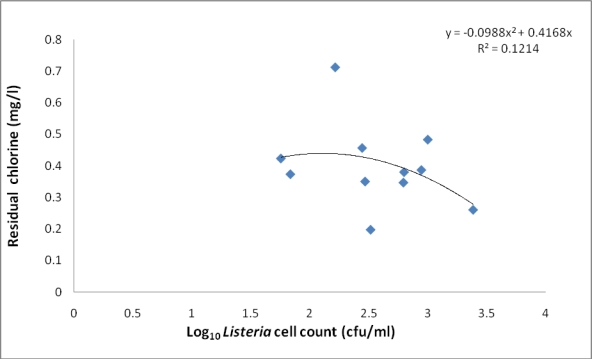 y = -0.0988x² + 0.4168x
R² = 0.1214
0.8
0.7
0.6
0.5
0.4
0.3
0.2
0.1
0
Residual chlorine (mg/l)
0 0.5 1 1.5 2 2.5 3 3.5 4
Log₁₀ Listeria cell count (cfu/ml)